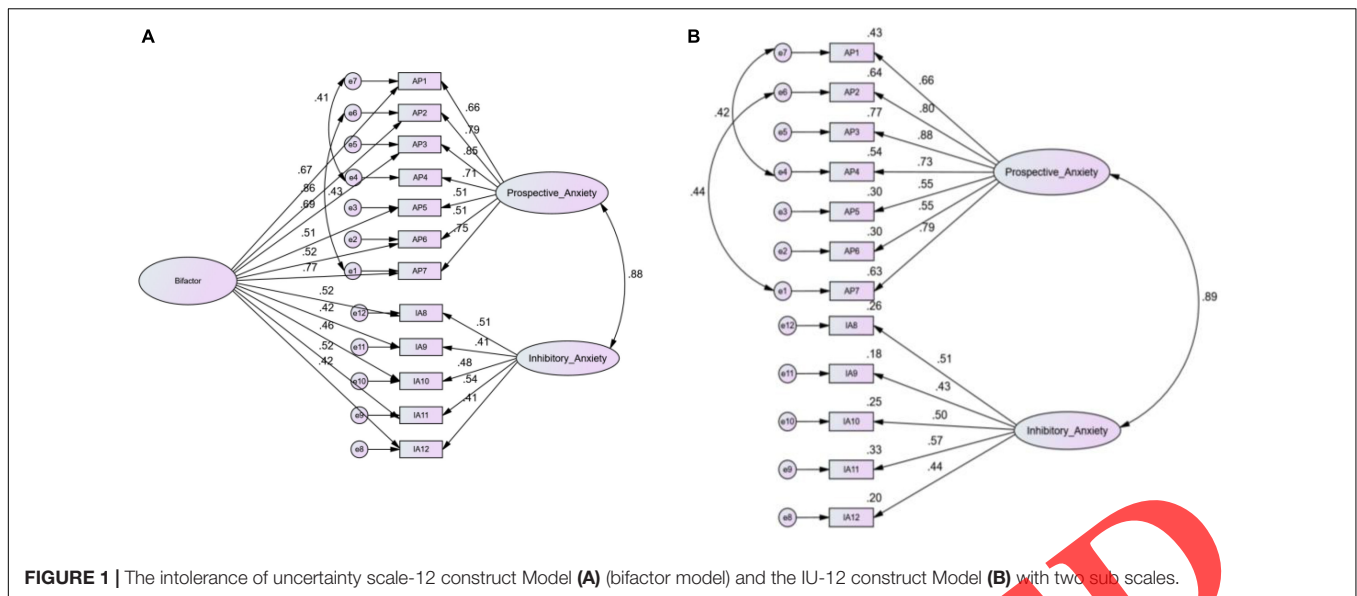 A
e7 AP1
e6 AP2
e5 AP3
e4 AP4
e3 AP5
e2 AP6
e1 AP7
e12 IA8
e11 IA9
e10 IA10
e9 IA11
e8 IA12
.41
.43
.67
.86
.69
.51
.52
.77
.52
.42
.46
.52
.42
Bifactor
.66
.79
.85
.71
.51
.51
.75
Prospective_Anxiety
.88
.51
.41
.48
.54
.41
Inhibitory_Anxiety
B
.43
e7 AP1
.64
e6 AP2
.77
e5 AP3
.54
e4 AP4
.30
e3 AP5
.30
e2 AP6
.63
e1 AP7
.26
e12 IA8
.18
e11 IA9
.25
e10 IA10
.33
e9 IA11
.20
e8 IA12
.42
.44
.66
.80
.88
.73
.55
.55
.79
Prospective_Anxiety
.89
.51
.43
.50
.57
.44
Inhibitory_Anxiety
FIGURE 1 | The intolerance of uncertainty scale-12 construct Model (A) (bifactor model) and the IU-12 construct Model (B) with two sub scales.